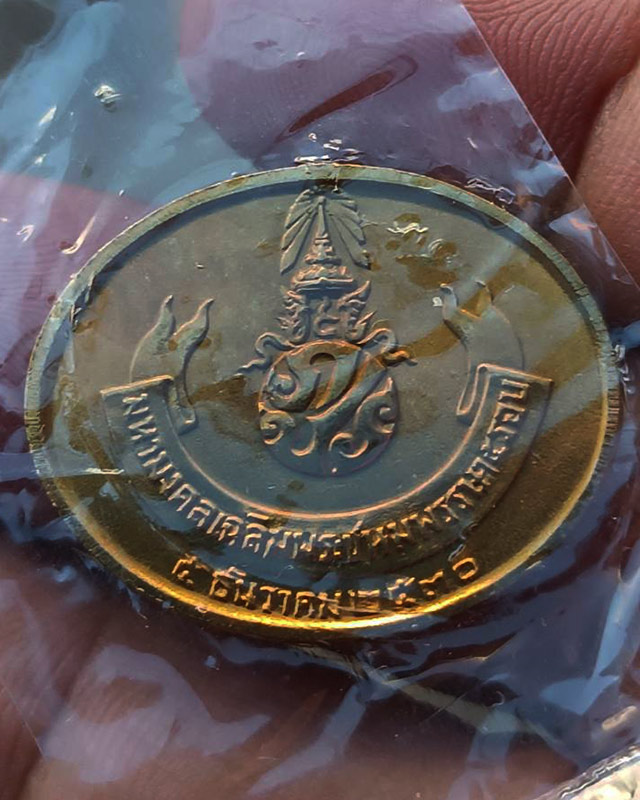 มหามงคลเฉลิมพระชนมพรรษา๕รอบ
๕ ธันวาคม ๒๕๓๐